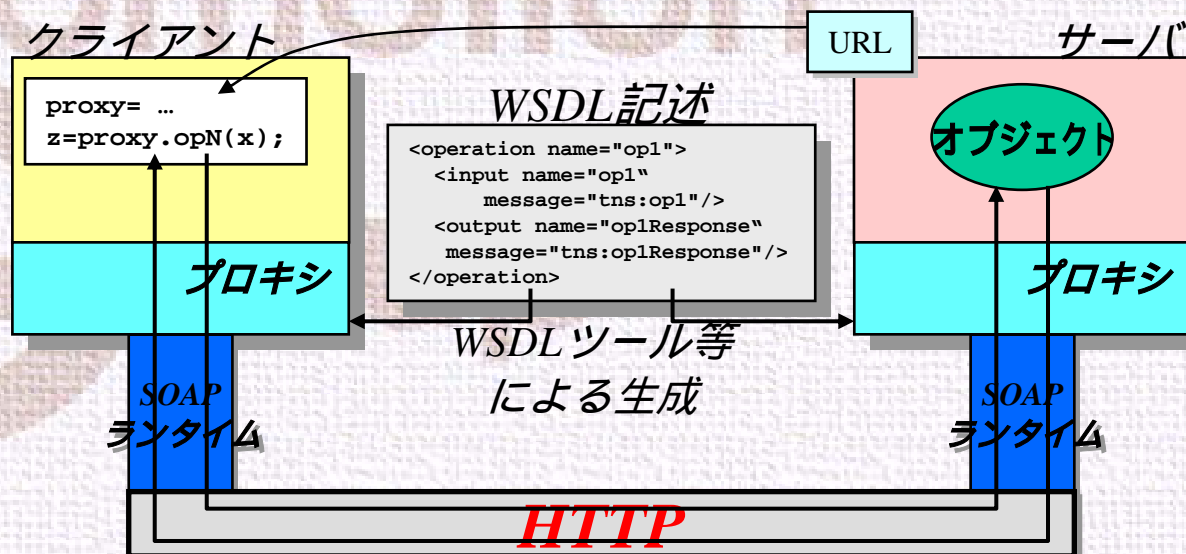 クライアント
URL
サーバ
proxy= …
z=proxy.opN(x);
WSDL記述
<operation name="op1">
<input name="op1“
message="tns:op1"/>
<output name="op1Response“
message="tns:op1Response"/>
</operation>
オブジェクト
プロキシ
プロキシ
WSDLツール等
による生成
SOAP
ランタイム
SOAP
ランタイム
HTTP